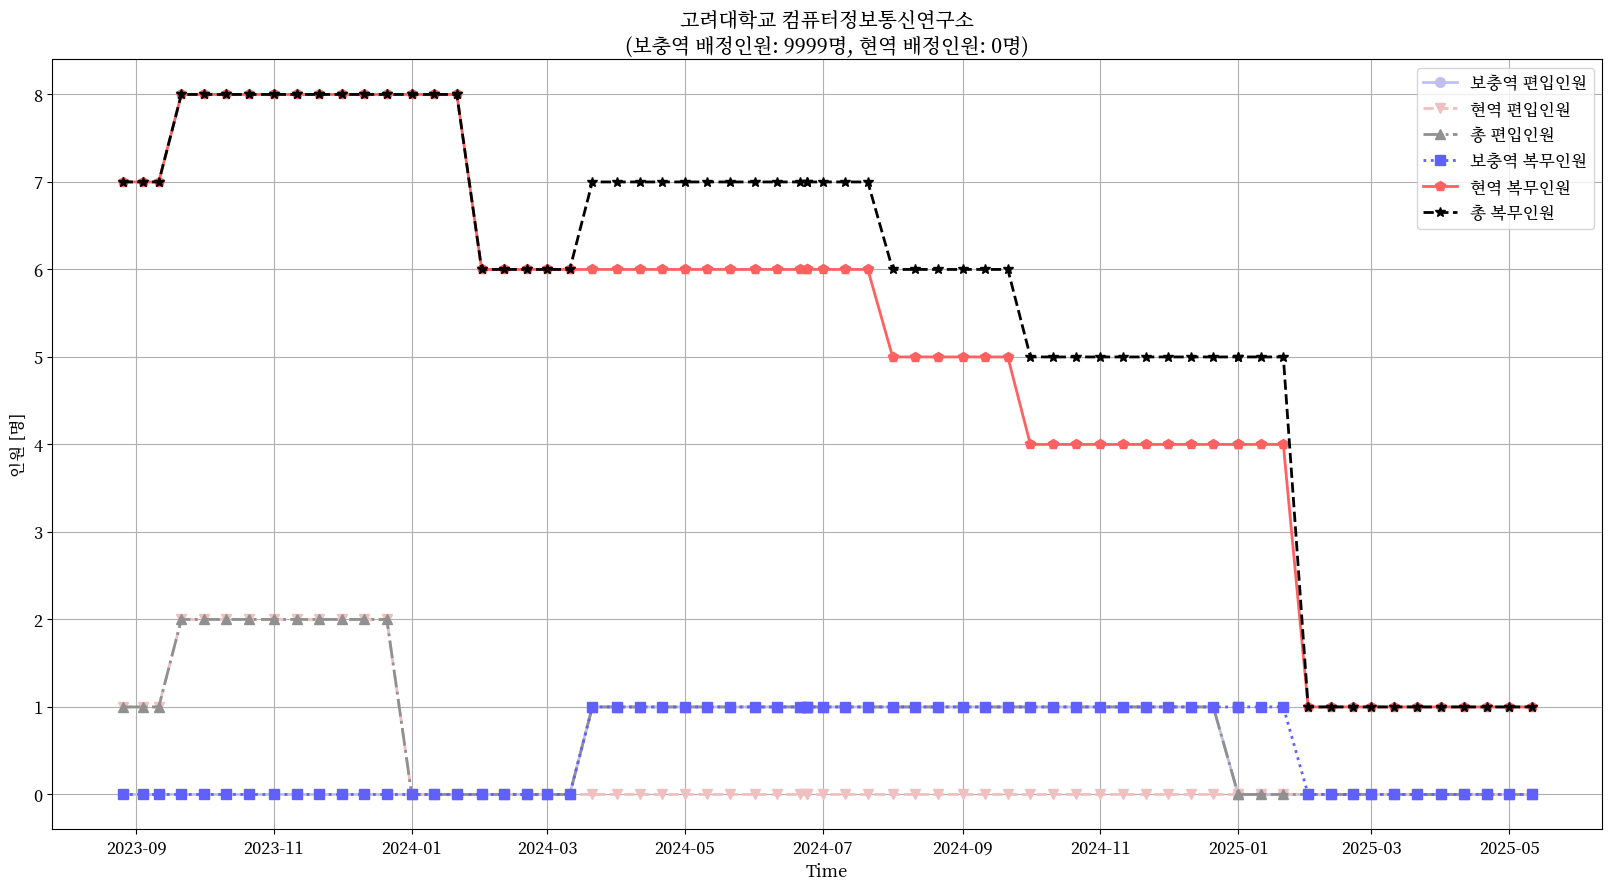 고려대학교 컴퓨터정보통신연구소
(보충역 배정인원: 9999명, 현역 배정인원: 0명)
보충역 편입인원
현역 편입인원
총 편입인원
보충역 복무인원
현역 복무인원
총 복무인원
인원 [명]
8
7
6
5
4
3
2
1
0
2023-09
2023-11
2024-01
2024-03
2024-05
2024-07
2024-09
2024-11
2025-01
2025-03
2025-05
Time